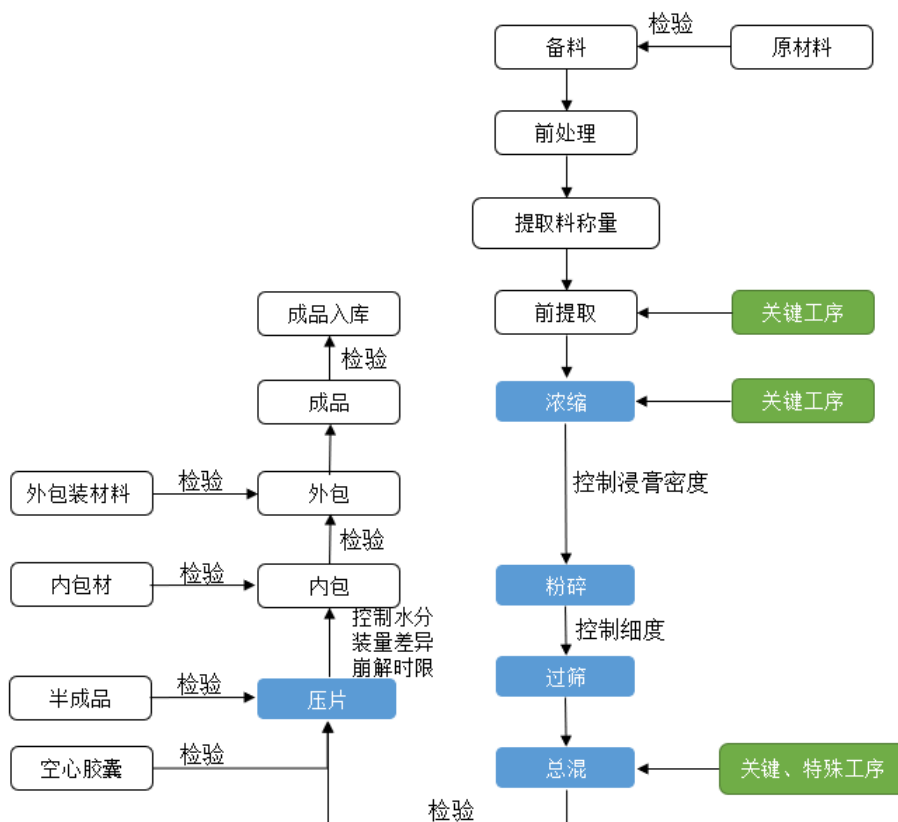 检验
备料
原材料
前处理
提取料称量
前提取
关键工序
浓缩
关键工序
控制浸膏密度
粉碎
控制细度
过筛
总混
关键、特殊工序
检验
成品入库
检验
成品
外包装材料
检验
外包
检验
内包材
检验
内包
控制水分
装量差异
崩解时限
半成品
检验
压片
空心胶囊
检验